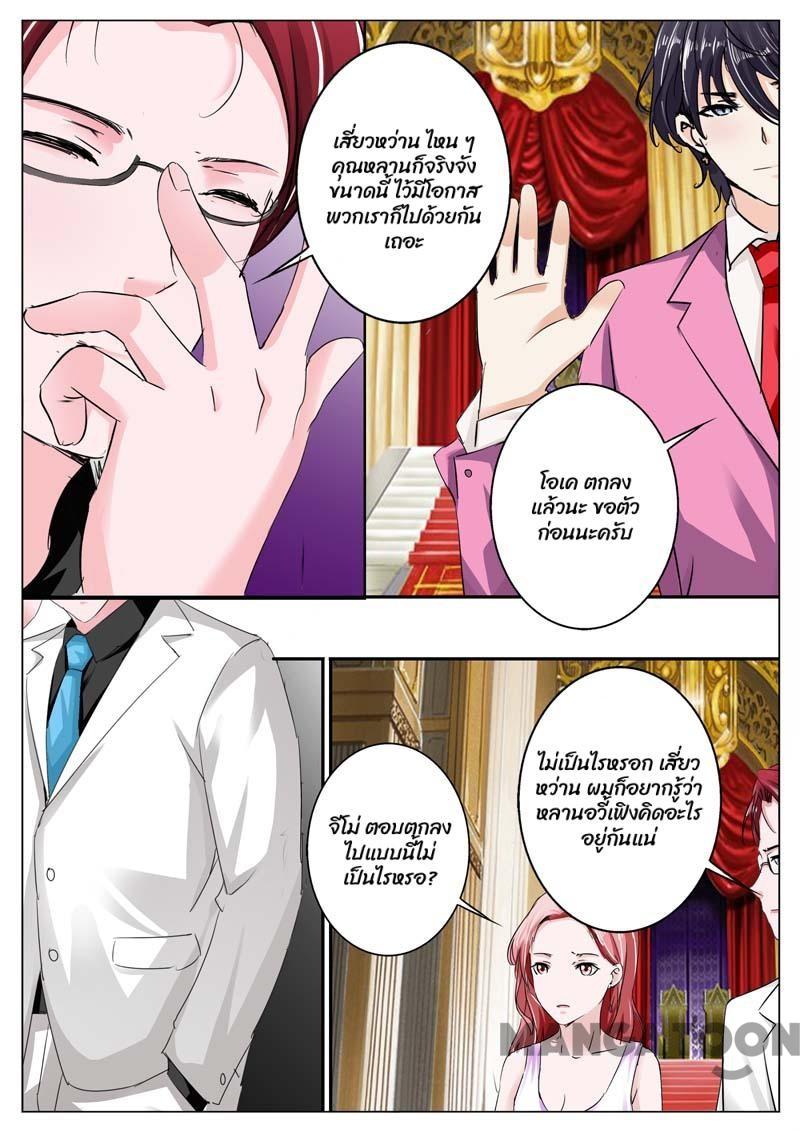 เสี่ยวหว่าน ไหน ๆ
คุณหลานก็จริงจัง
ขนาดนี้ ไว้มีโอกาส
พวกเราก็ไปด้วยกัน
เถอะ
โอเค ตกลง
แล้วนะ ขอตัว
ก่อนนะครับ
จีโม่ ตอบตกลง
ไปแบบนี้ไม่
เป็นไรหรอ?
ไม่เป็นไรหรอก เสี่ยว
หว่าน ผมก็อยากรู้ว่า
หลานอวี้เฟิงคิดอะไร
อยู่กันแน่
MANGATOON